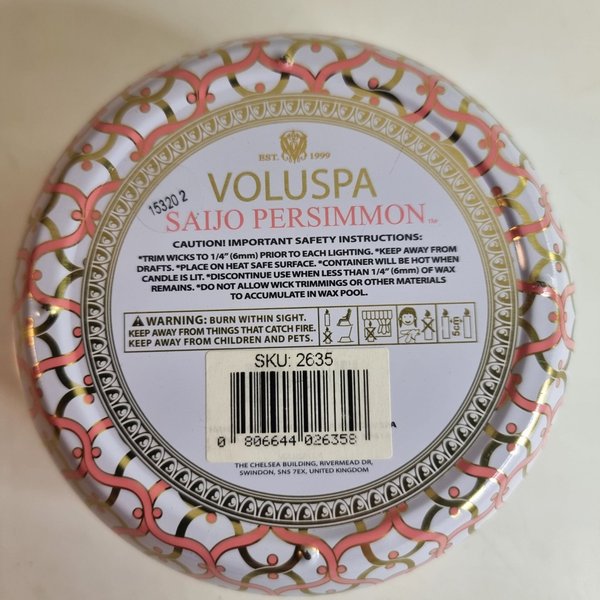 EST. 1999
VOLUSPA
15320 2
SAIJO PERSIMMON™
CAUTION! IMPORTANT SAFETY INSTRUCTIONS:
*TRIM WICKS TO 1/4" (6mm) PRIOR TO EACH LIGHTING. *KEEP AWAY FROM
DRAFTS. *PLACE ON HEAT SAFE SURFACE. *CONTAINER WILL BE HOT WHEN
CANDLE IS LIT. *DISCONTINUE USE WHEN LESS THAN 1/4" (6mm) OF WAX
REMAINS. *DO NOT ALLOW WICK TRIMMINGS OR OTHER MATERIALS
TO ACCUMULATE IN WAX POOL.
WARNING: BURN WITHIN SIGHT.
KEEP AWAY FROM THINGS THAT CATCH FIRE.
KEEP AWAY FROM CHILDREN AND PETS.
5cm
SKU: 2635
0 806644 026358
THE CHELSEA BUILDING, RIVERMEAD DR,
SWINDON, SN5 7EX, UNITED KINGDOM